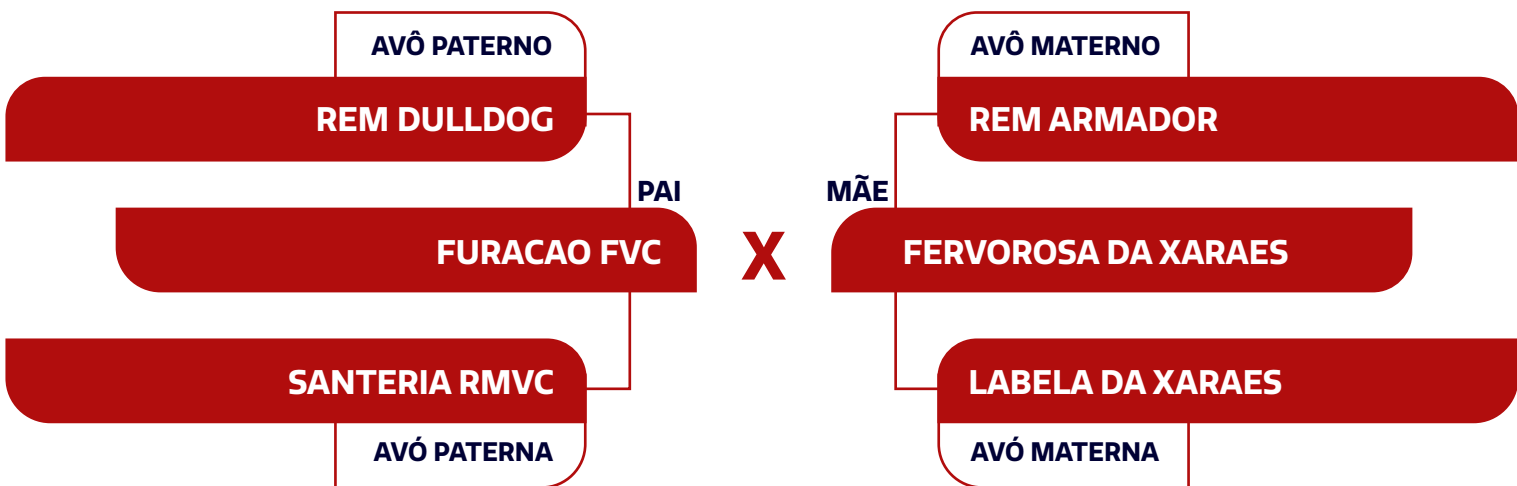 AVÔ PATERNO
REM DULLDOG
PAI
FURACAO FVC
SANTERIA RMVC
AVÓ PATERNA
X
AVÔ MATERNO
REM ARMADOR
MÃE
FERVOROSA DA XARAES
LABELA DA XARAES
AVÓ MATERNA